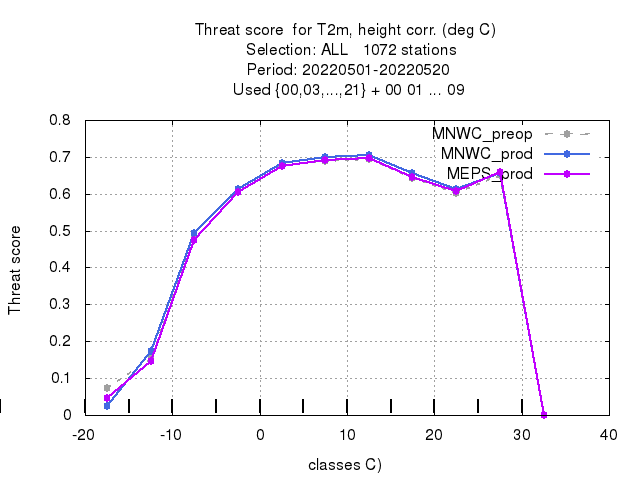 Threat score  for T2m, height corr. (deg C)
Selection: ALL   1072 stations
Period: 20220501-20220520
Used {00,03,...,21} + 00 01 ... 09
MNWC_preop
MNWC_prod
MEPS_prod
Threat score
0.8
0.7
0.6
0.5
0.4
0.3
0.2
0.1
0
-20 -10 0 10 20 30 40
classes C)